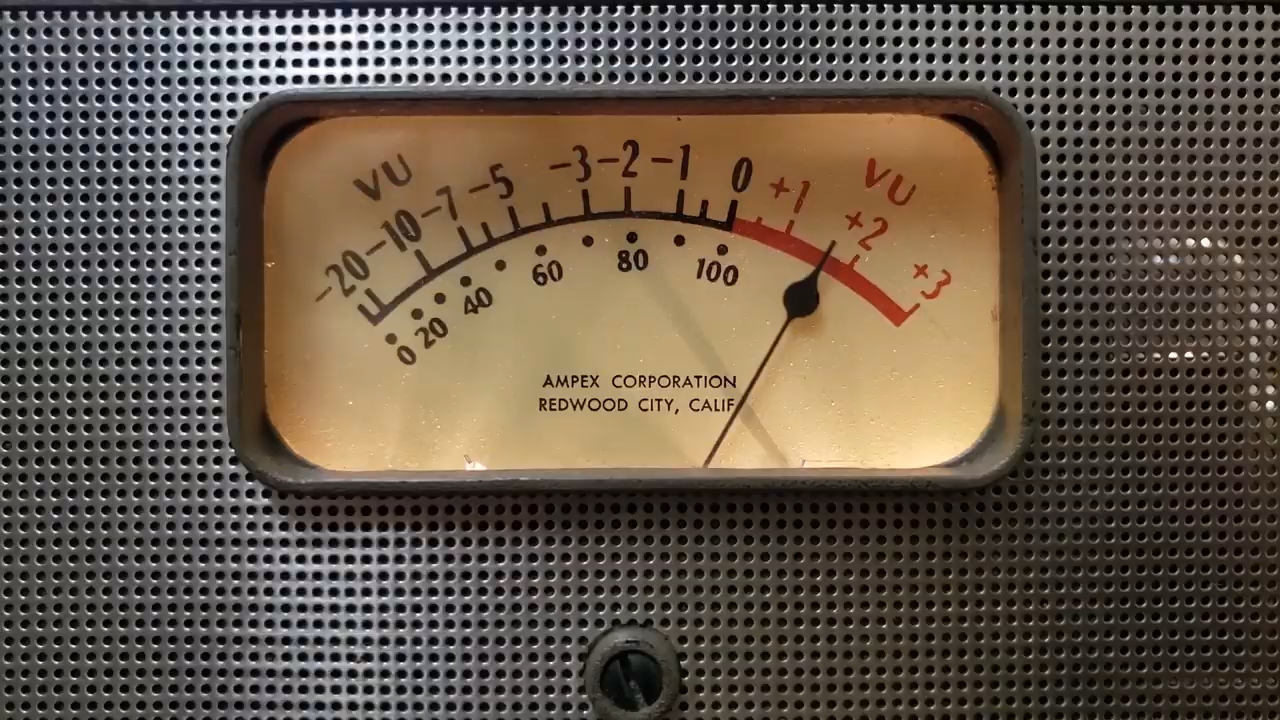 VU VU
-20 -10 -7 -5 -3 -2 -1 0 +1 +2 +3
0 20 40 60 80 100
AMPEX CORPORATION
REDWOOD CITY, CALIF